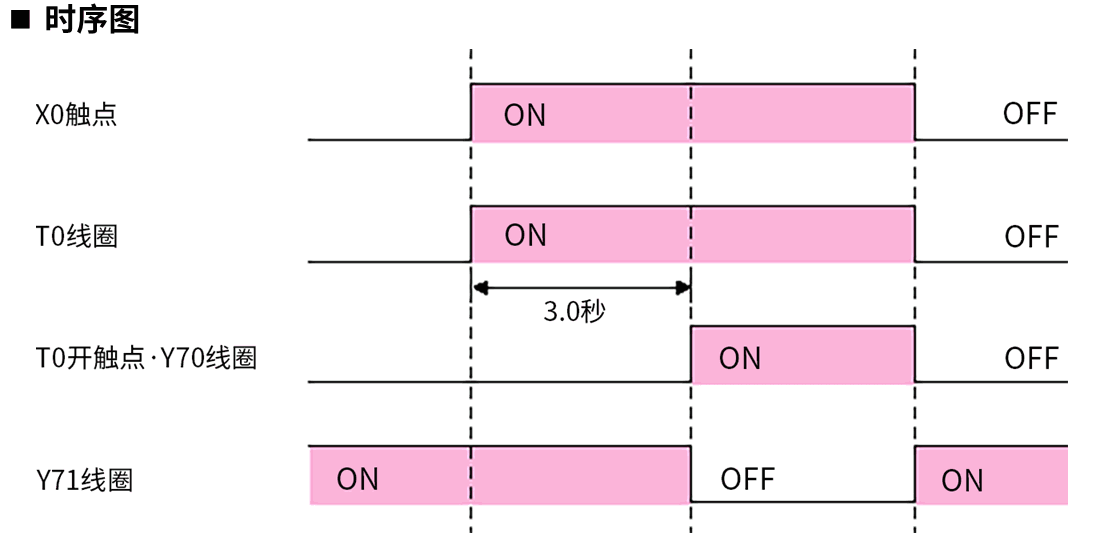 ■ 时序图
X0触点 ON OFF
T0线圈 ON OFF
3.0秒
T0开触点·Y70线圈 ON OFF
Y71线圈 ON OFF ON